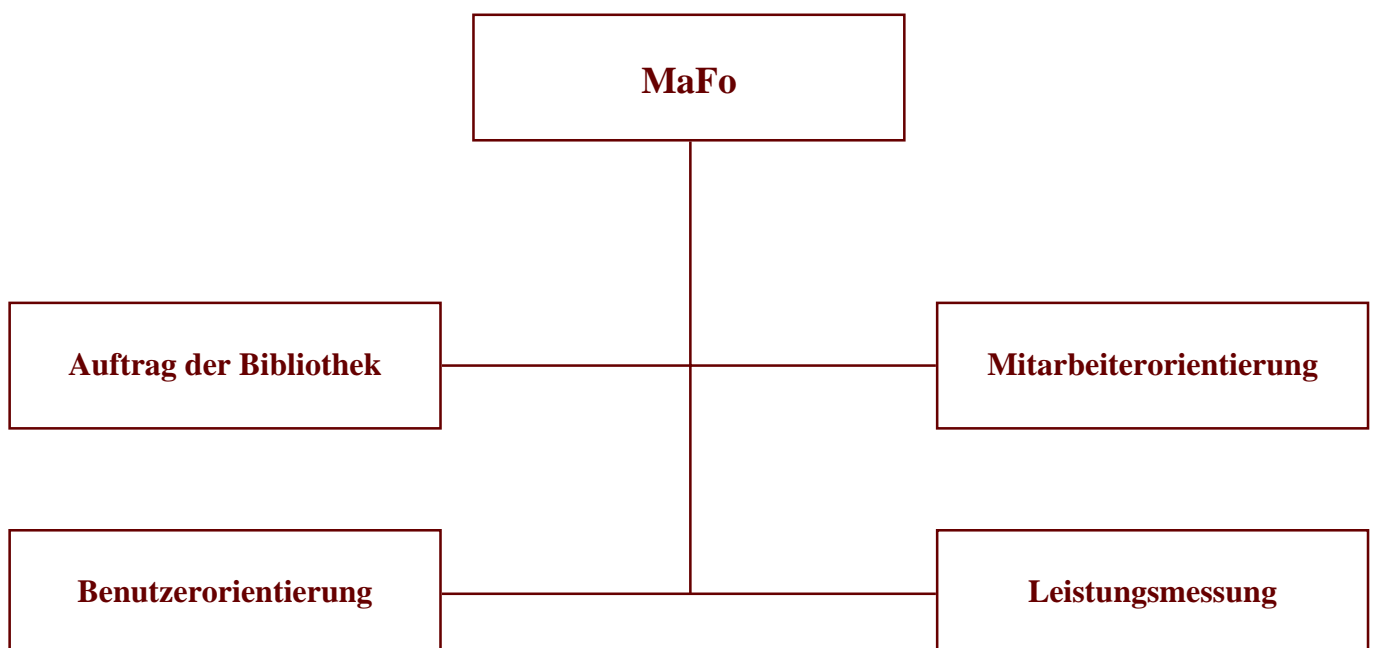 MaFo
Auftrag der Bibliothek
Mitarbeiterorientierung
Benutzerorientierung
Leistungsmessung